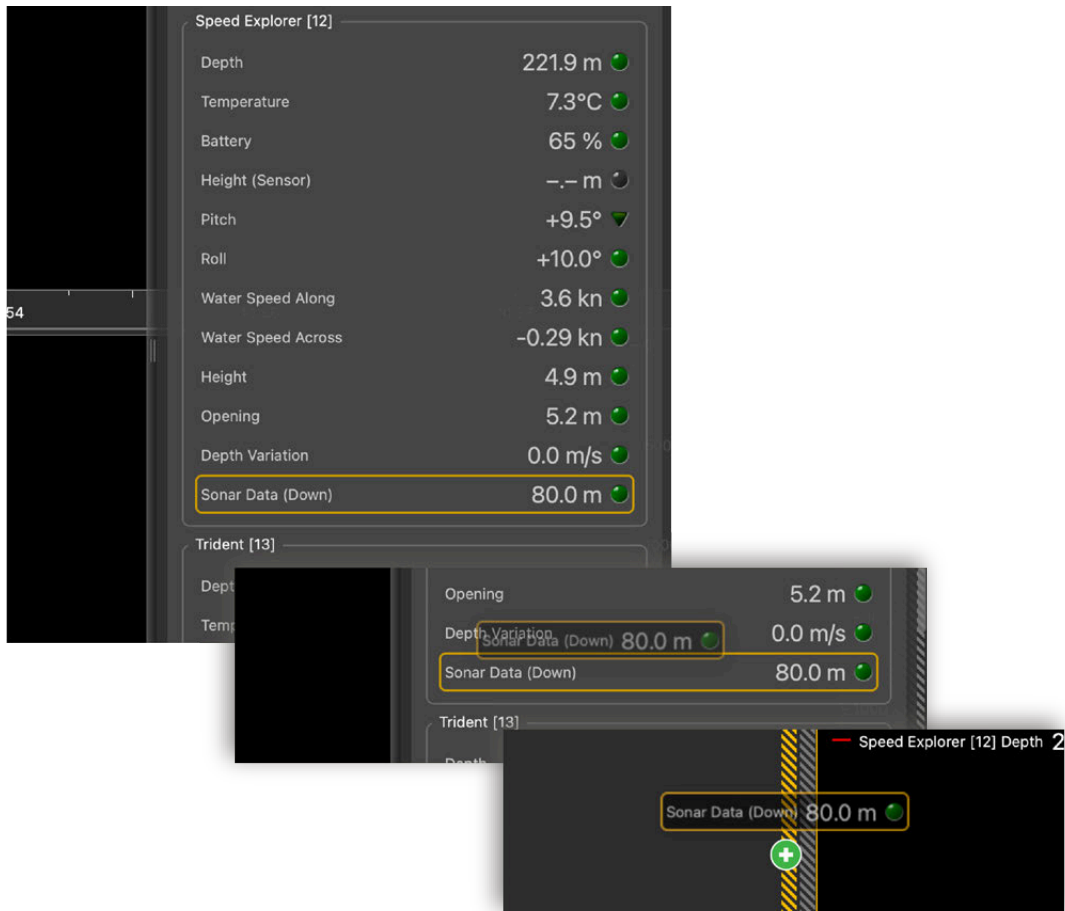 Speed Explorer [12]
Depth 221.9 m
Temperature 7.3°C
Battery 65 %
Height (Sensor) –.– m
Pitch +9.5°
Roll +10.0°
54
Water Speed Along 3.6 kn
Water Speed Across -0.29 kn
Height 4.9 m
Opening 5.2 m
Depth Variation 0.0 m/s
Sonar Data (Down) 80.0 m
Trident [13]
Opening 5.2 m
Depth Variation 0.0 m/s
Sonar Data (Down) 80.0 m
Sonar Data (Down) 80.0 m
Trident [13]
Speed Explorer [12] Depth 2
Sonar Data (Down) 80.0 m